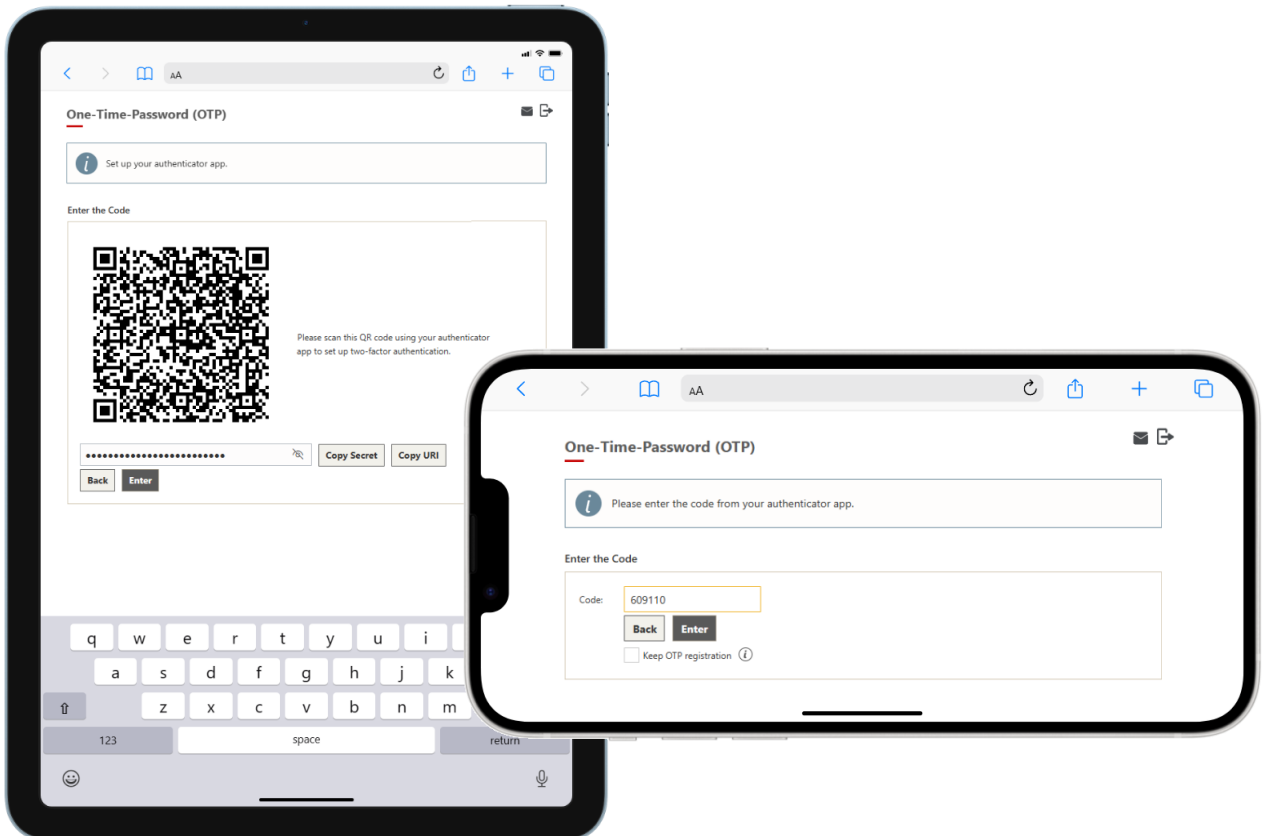 AA
One-Time-Password (OTP)
i
Set up your authenticator app.
Enter the Code
Please scan this QR code using your authenticator
app to set up two-factor authentication.
•••••••••••••••••••••••••
Copy Secret
Copy URI
Back
Enter
q w e r t y u i
a s d f g h j k
z x c v b n m
123 space return
AA
One-Time-Password (OTP)
i
Please enter the code from your authenticator app.
Enter the Code
Code: 609110
Back Enter
Keep OTP registration i